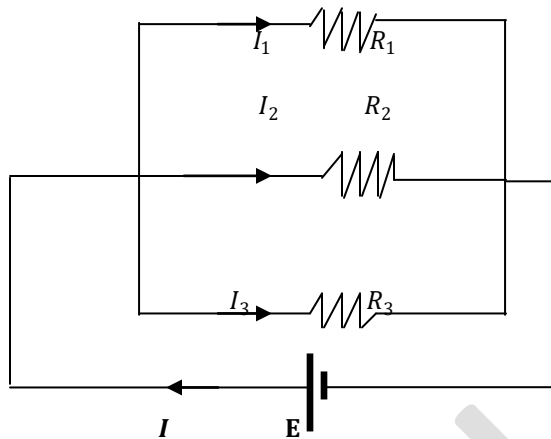 I₁ R₁
I₂ R₂
I₃ R₃
I E